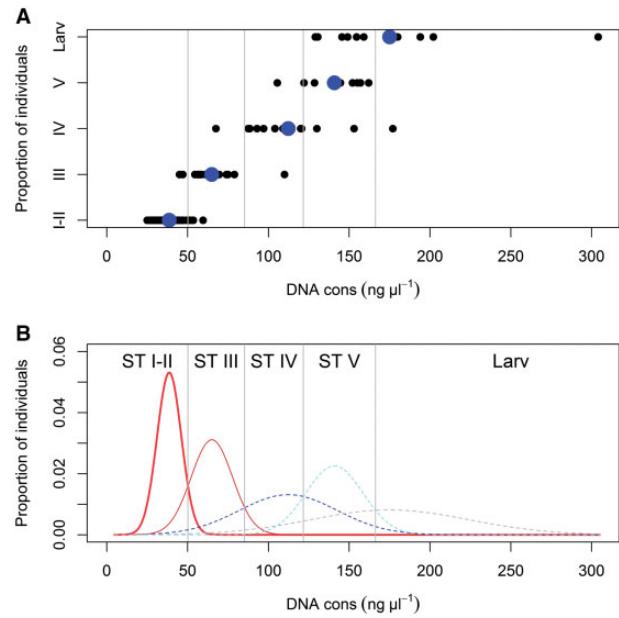 A
Proportion of individuals
Larv
V
IV
III
I-II
0 50 100 150 200 250 300
DNA cons (ng µl⁻¹)
B
Proportion of individuals
0.06
0.04
0.02
0.00
ST I-II ST III ST IV ST V Larv
0 50 100 150 200 250 300
DNA cons (ng µl⁻¹)